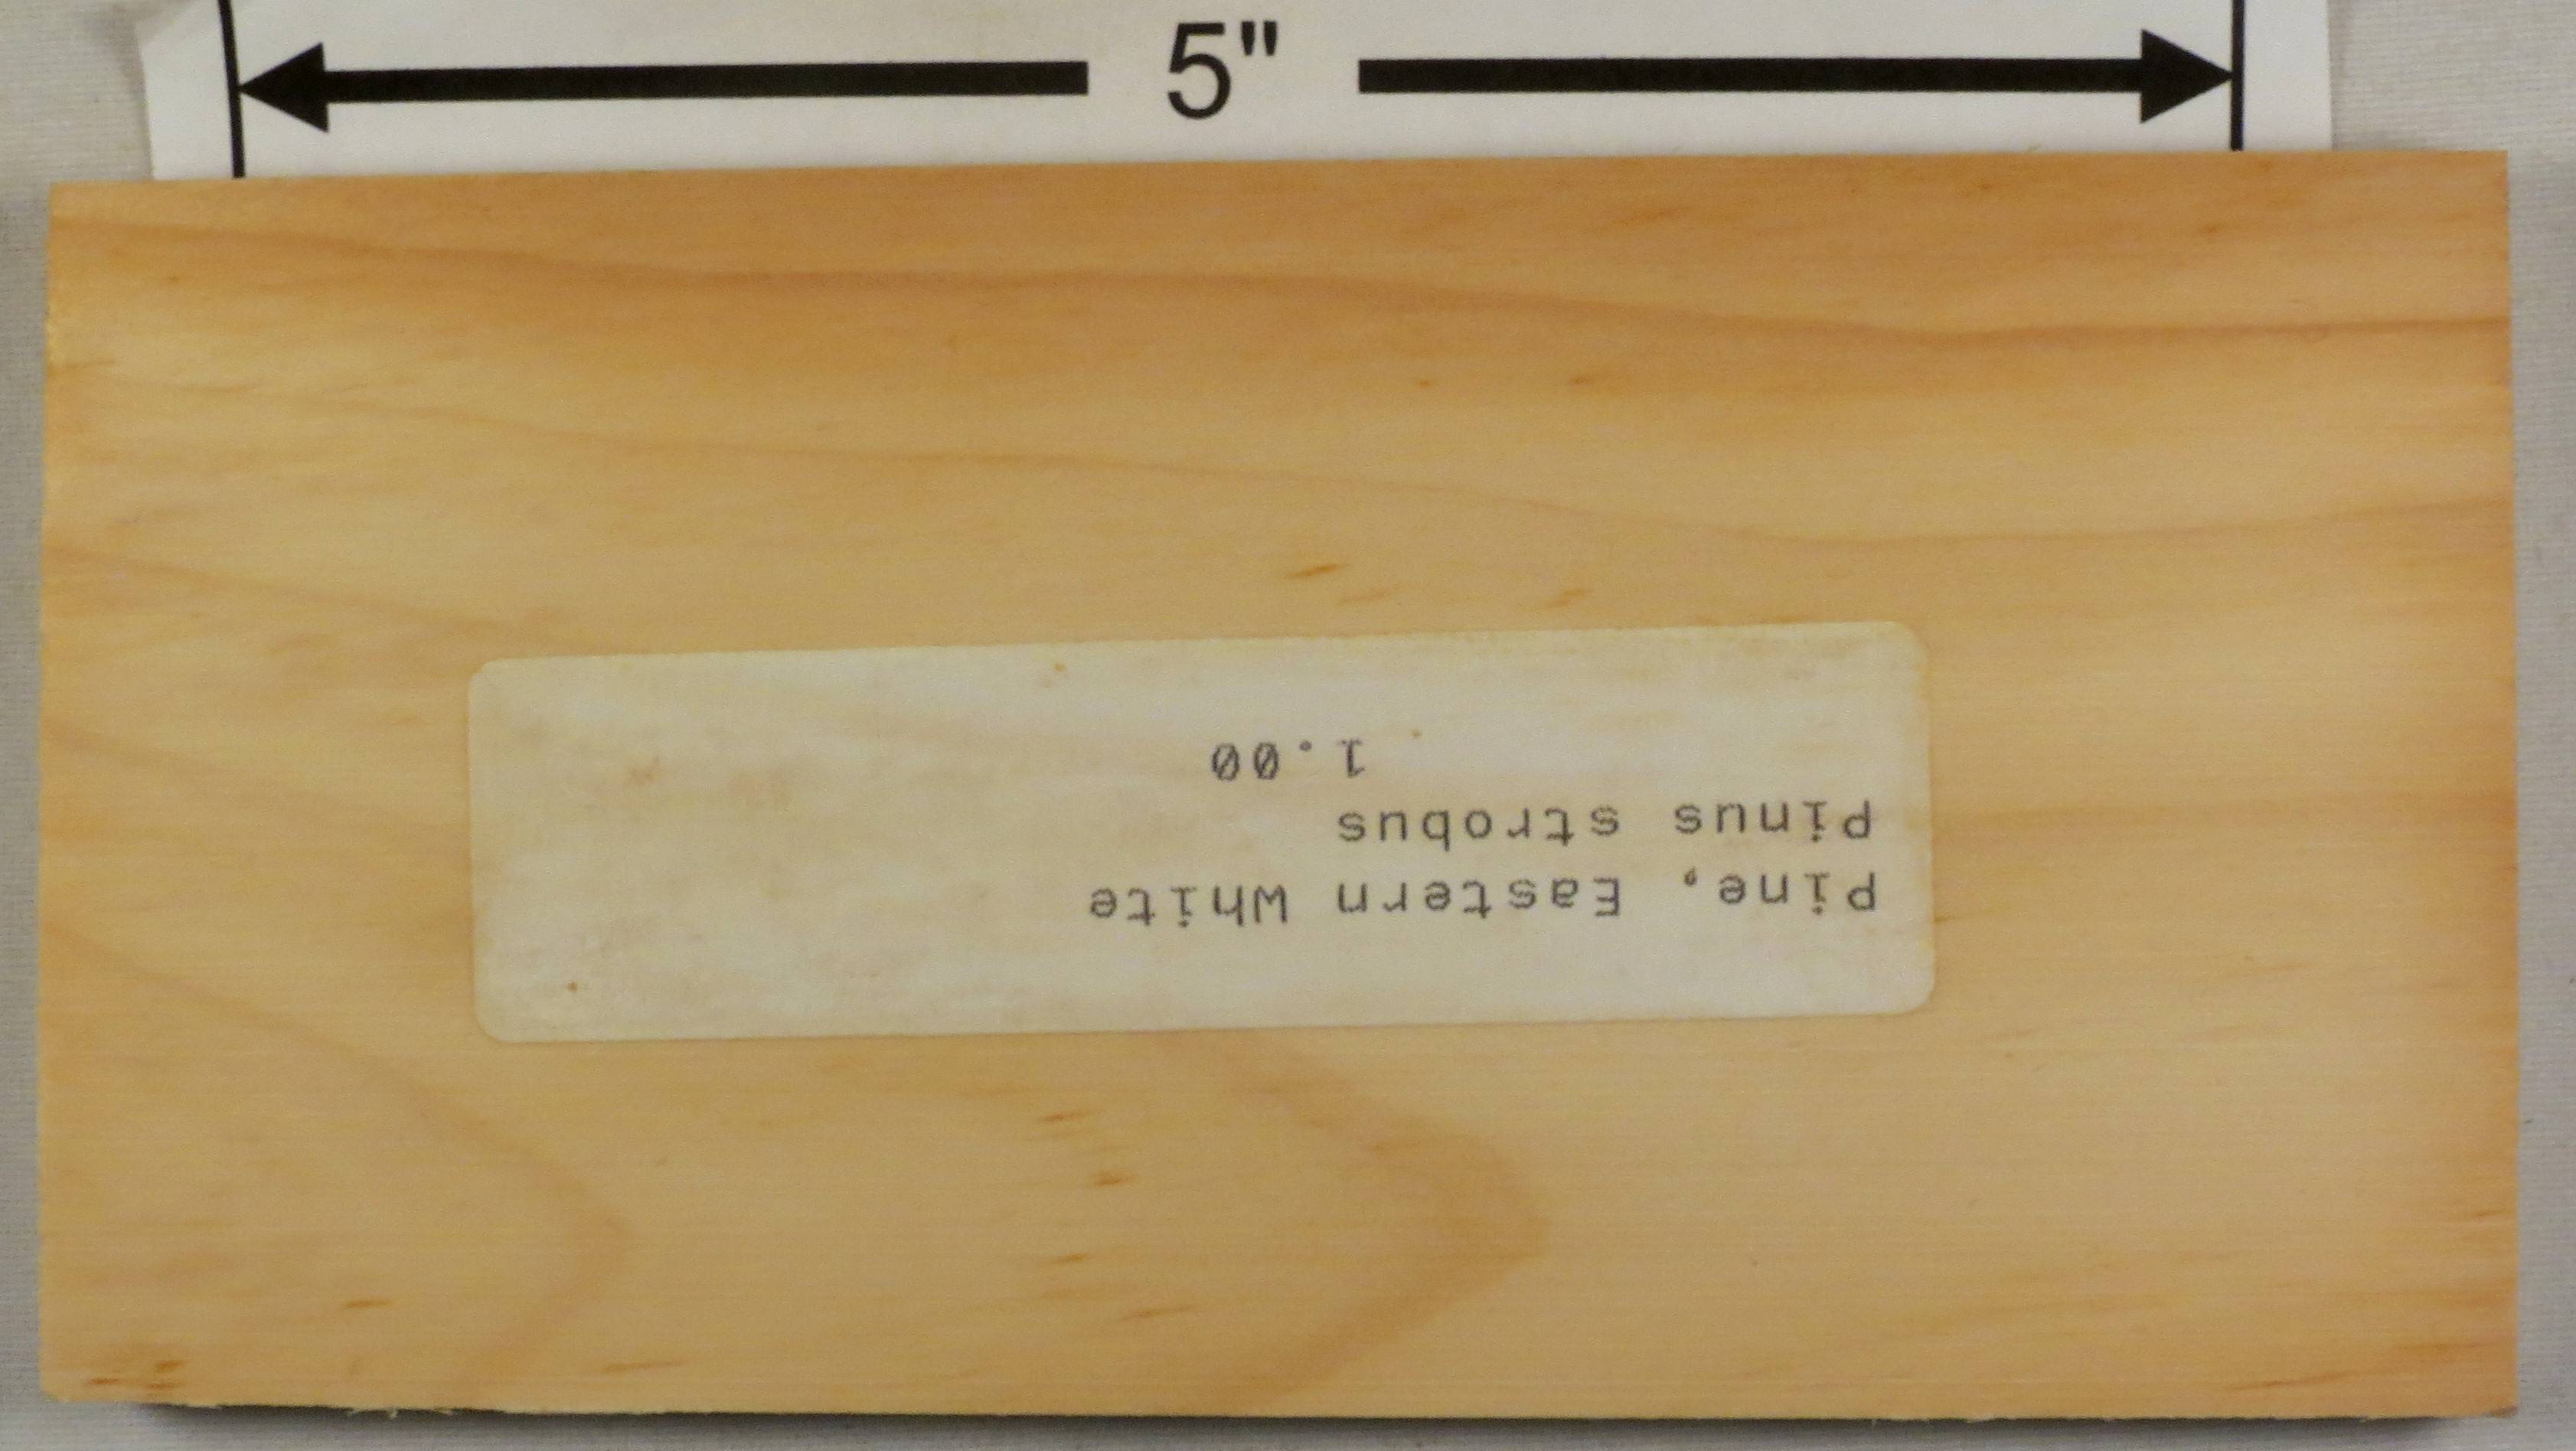 5"
Pine, Eastern White
Pinus strobus
1.00